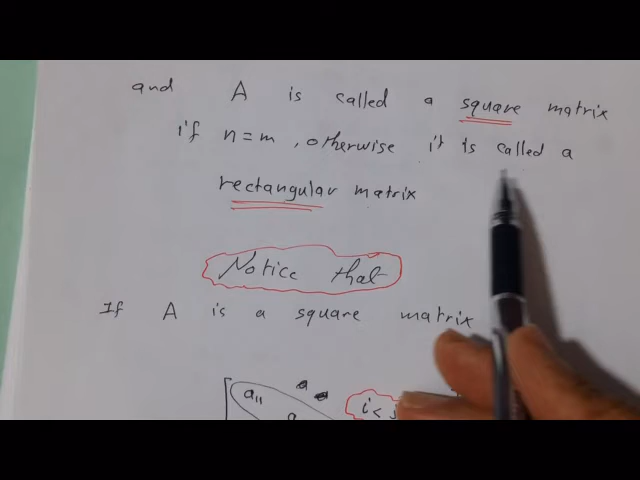 and A is called a square matrix
if n=m, otherwise it is called a
rectangular matrix
Notice that
If A is a square matrix
a₁₁ a i<
a